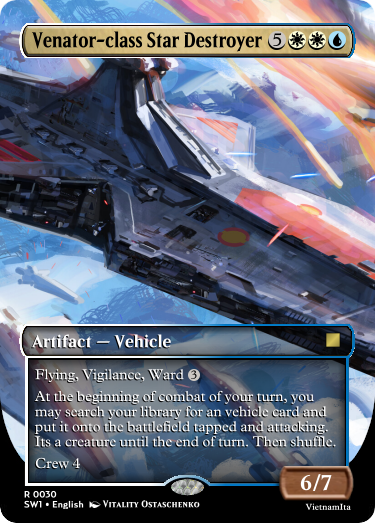 Venator-class Star Destroyer 5
Artifact — Vehicle
Flying, Vigilance, Ward 3
At the beginning of combat of your turn, you
may search your library for an vehicle card and
put it onto the battlefield tapped and attacking.
Its a creature until the end of turn. Then shuffle.
Crew 4
6/7
R 0030
SW1 • English Vitality Ostaschenko
VietnamIta